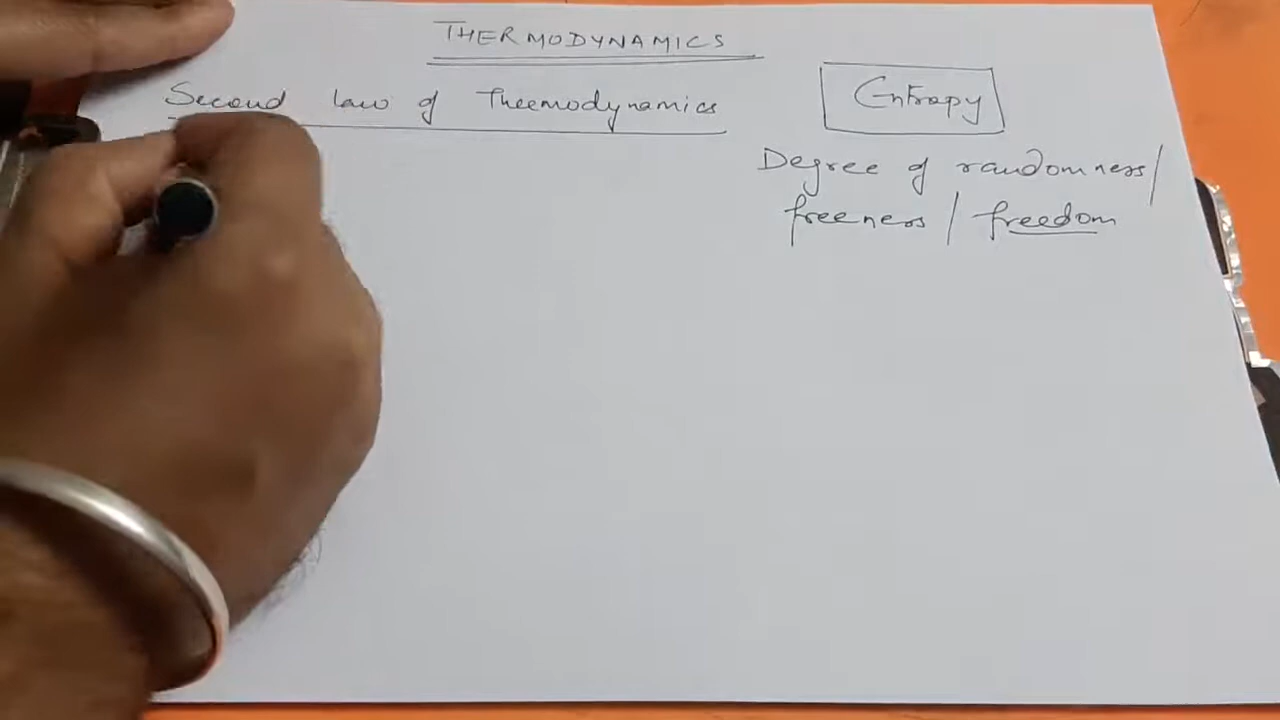 THERMODYNAMICS
Second law of Thermodynamics
Entropy
Degree of randomness/
freeness / freedom